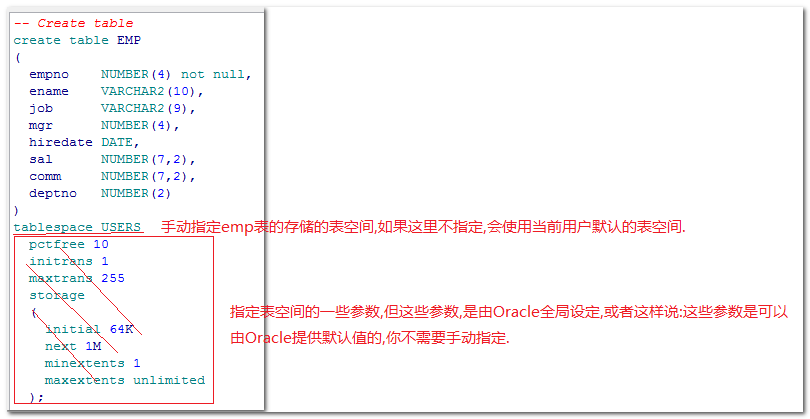 -- Create table
create table EMP
(
  empno    NUMBER(4) not null,
  ename    VARCHAR2(10),
  job      VARCHAR2(9),
  mgr      NUMBER(4),
  hiredate DATE,
  sal      NUMBER(7,2),
  comm     NUMBER(7,2),
  deptno   NUMBER(2)
)
tablespace USERS 手动指定emp表的存储的表空间,如果这里不指定,会使用当前用户默认的表空间.
  pctfree 10
  initrans 1
  maxtrans 255
  storage
  (
    initial 64K
    next 1M
    minextents 1
    maxextents unlimited
  );
指定表空间的一些参数,但这些参数,是由Oracle全局设定,或者这样说:这些参数是可以
由Oracle提供默认值的,你不需要手动指定.